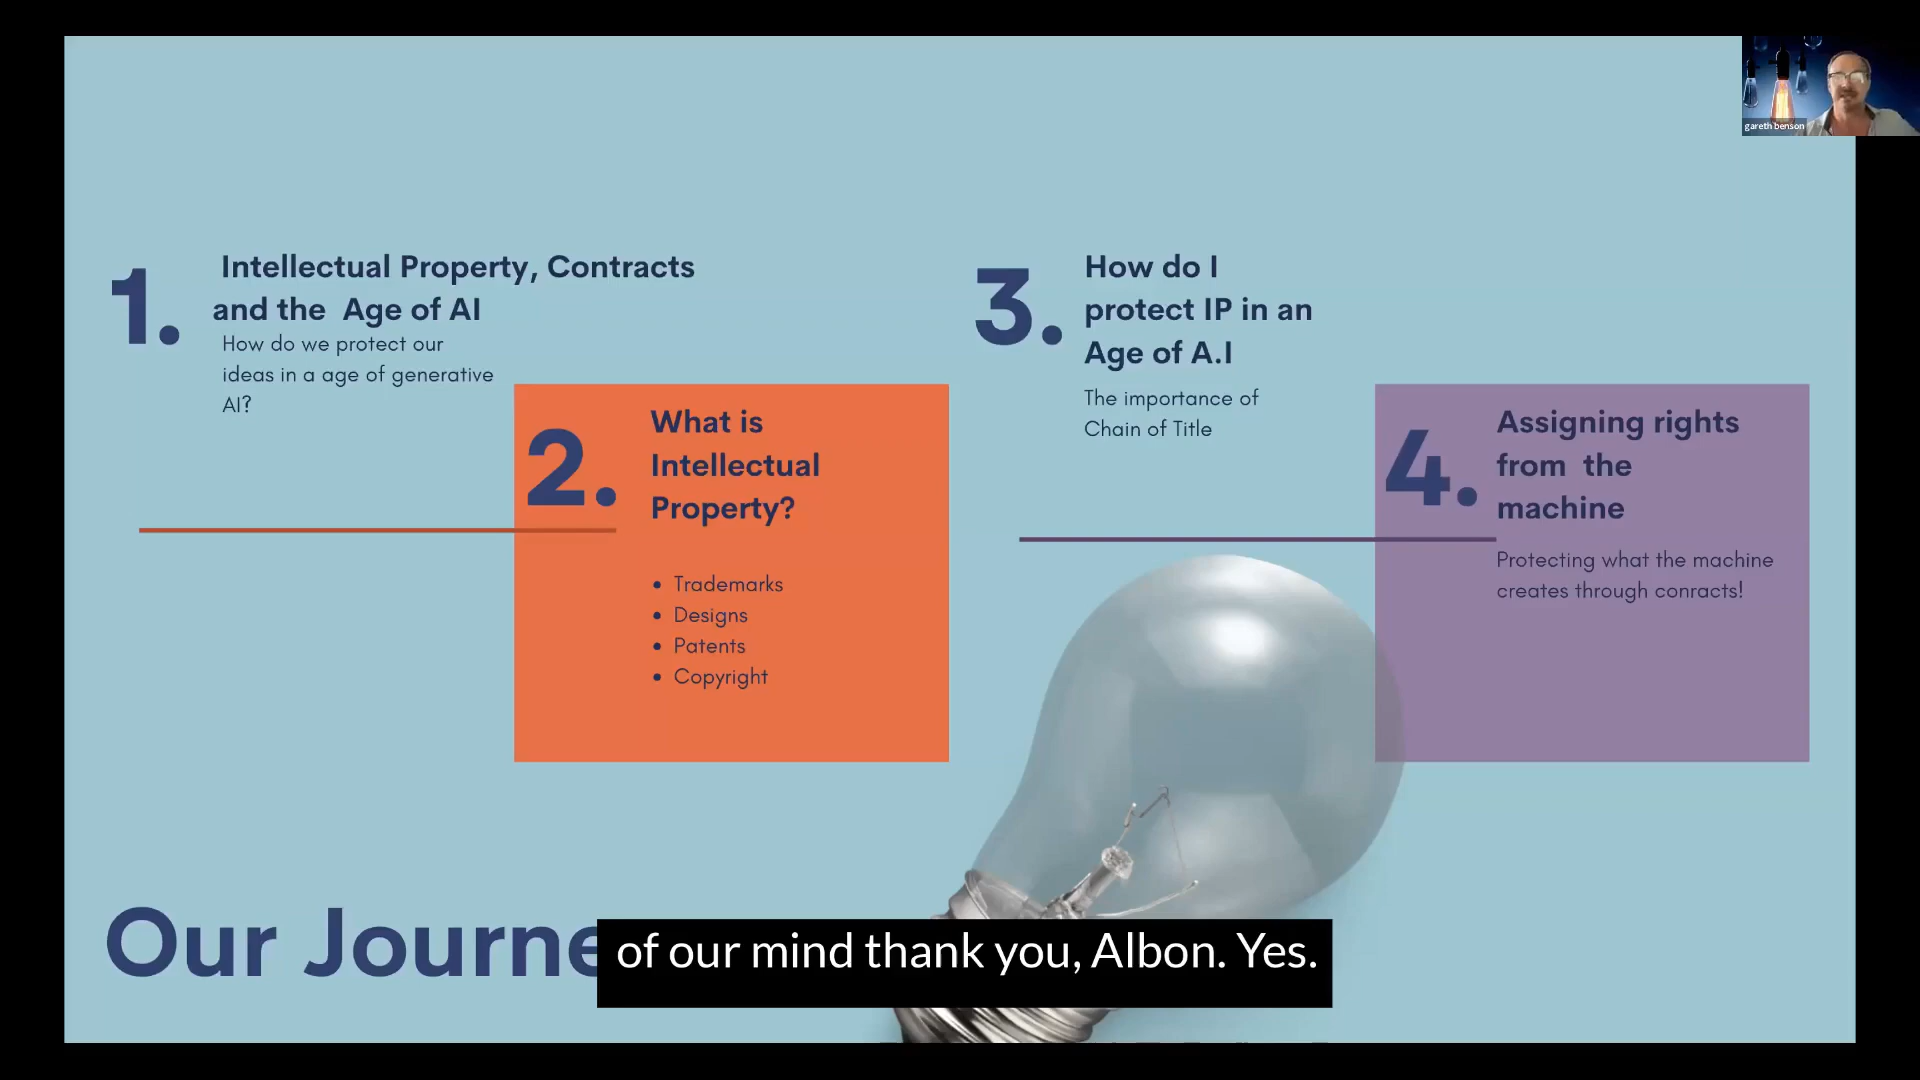 gareth benson
1.
Intellectual Property, Contracts
and the Age of AI
How do we protect our
ideas in a age of generative
AI?
2.
What is
Intellectual
Property?
• Trademarks
• Designs
• Patents
• Copyright
3.
How do I
protect IP in an
Age of A.I
The importance of
Chain of Title
4.
Assigning rights
from the
machine
Protecting what the machine
creates through conracts!
Our Journe
of our mind thank you, Albon. Yes.